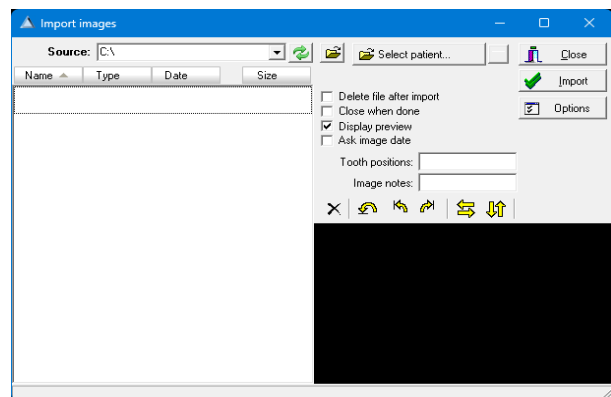 Import images
Source: C:\
Select patient...
Close
Name Type Date Size
Import
Delete file after import
Options
Close when done
Display preview
Ask image date
Tooth positions:
Image notes: